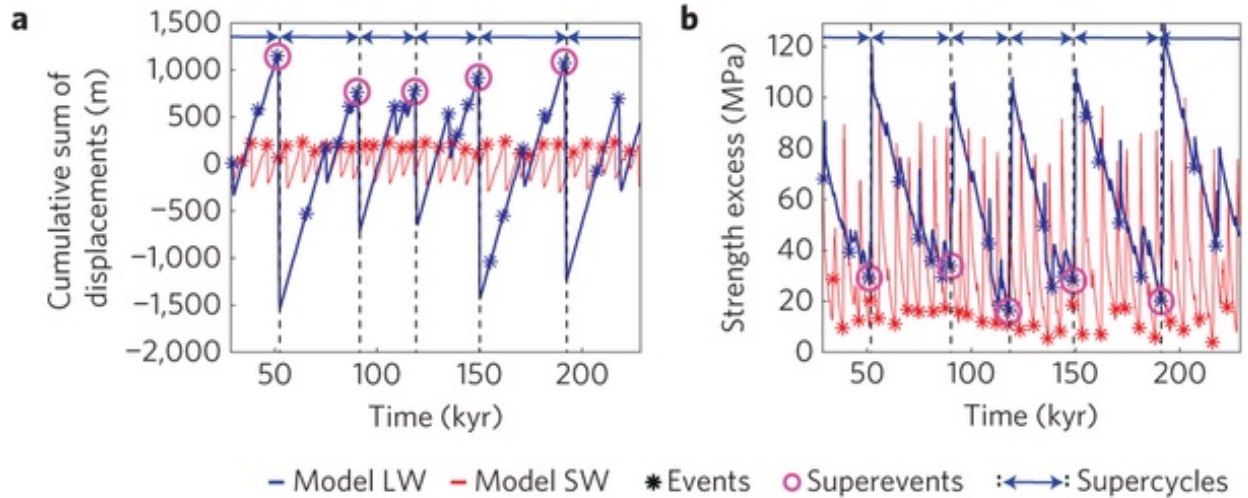 a
1,500
1,000
500
0
−500
−1,000
−1,500
−2,000
Cumulative sum of
displacements (m)
50
100
150
200
Time (kyr)
b
120
100
80
60
40
20
0
Strength excess (MPa)
50
100
150
200
Time (kyr)
Model LW Model SW Events Superevents Supercycles